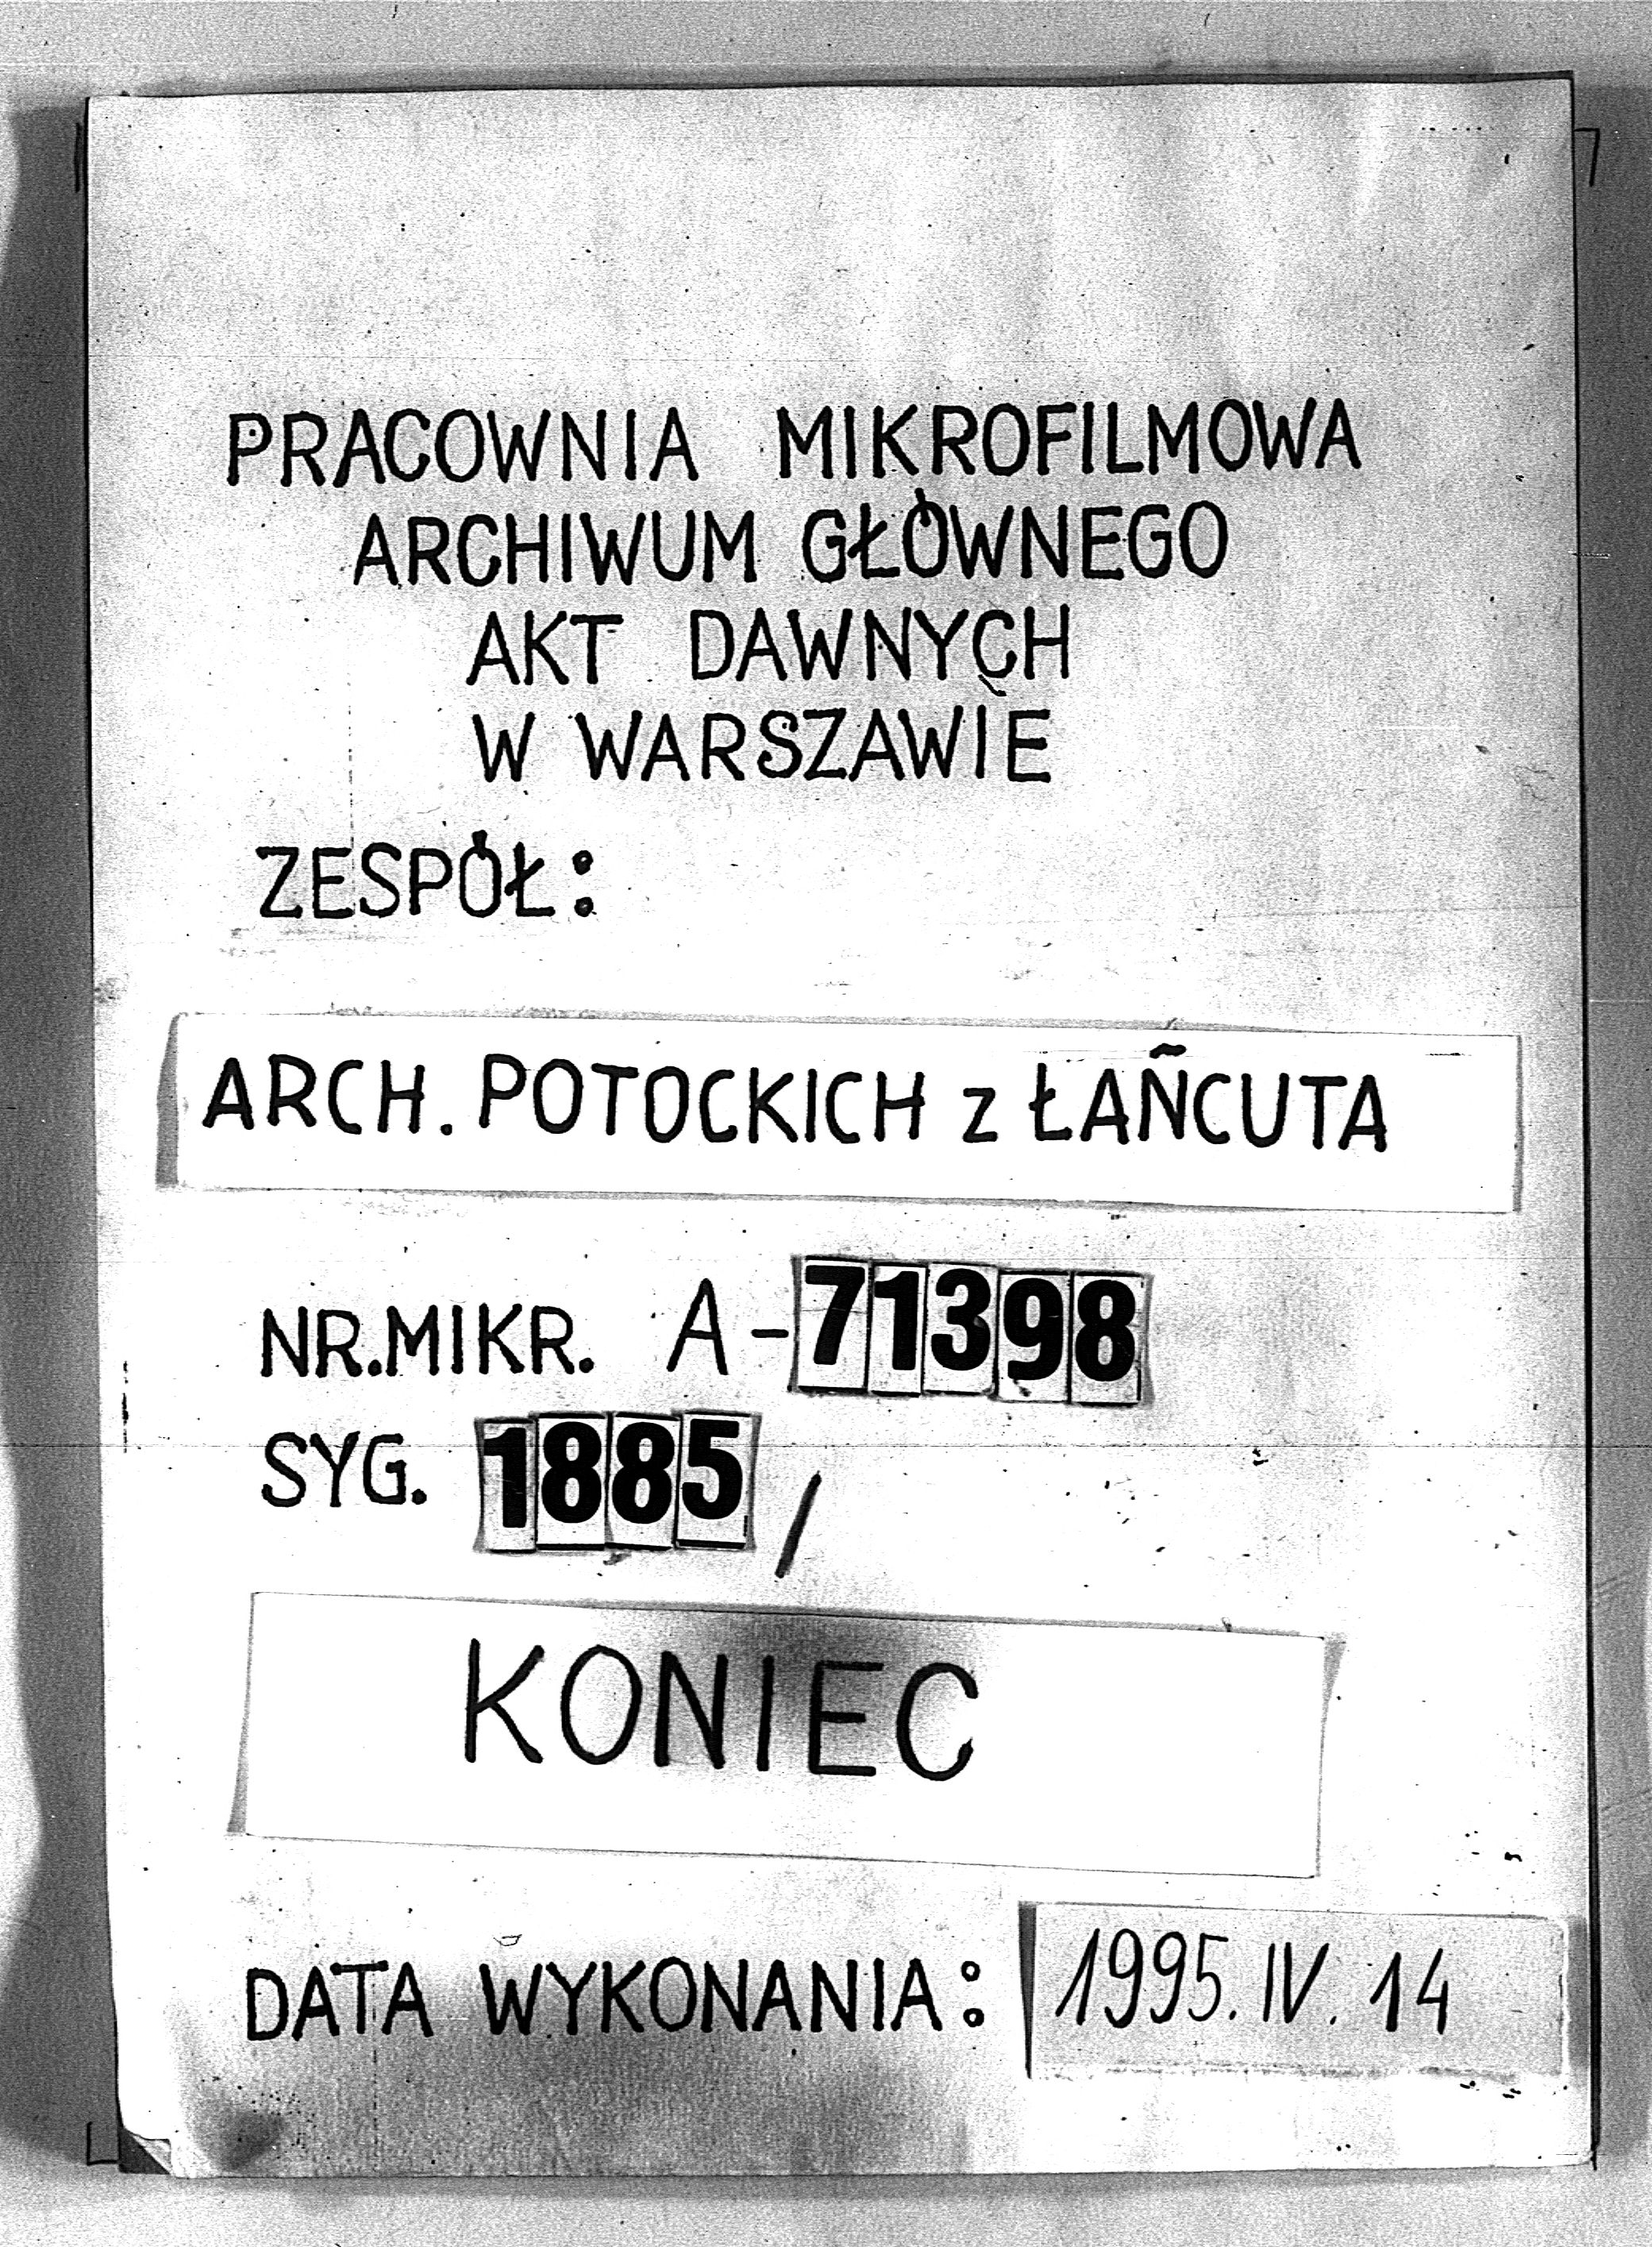 PRACOWNIA MIKROFILMOWA
ARCHIWUM GŁÓWNEGO
AKT DAWNYCH
W WARSZAWIE
ZESPÓŁ:
ARCH. POTOCKICH z ŁAŃCUTA
NR.MIKR. A-71398
SYG. 1885/
KONIEC
DATA WYKONANIA: 1995.IV.14